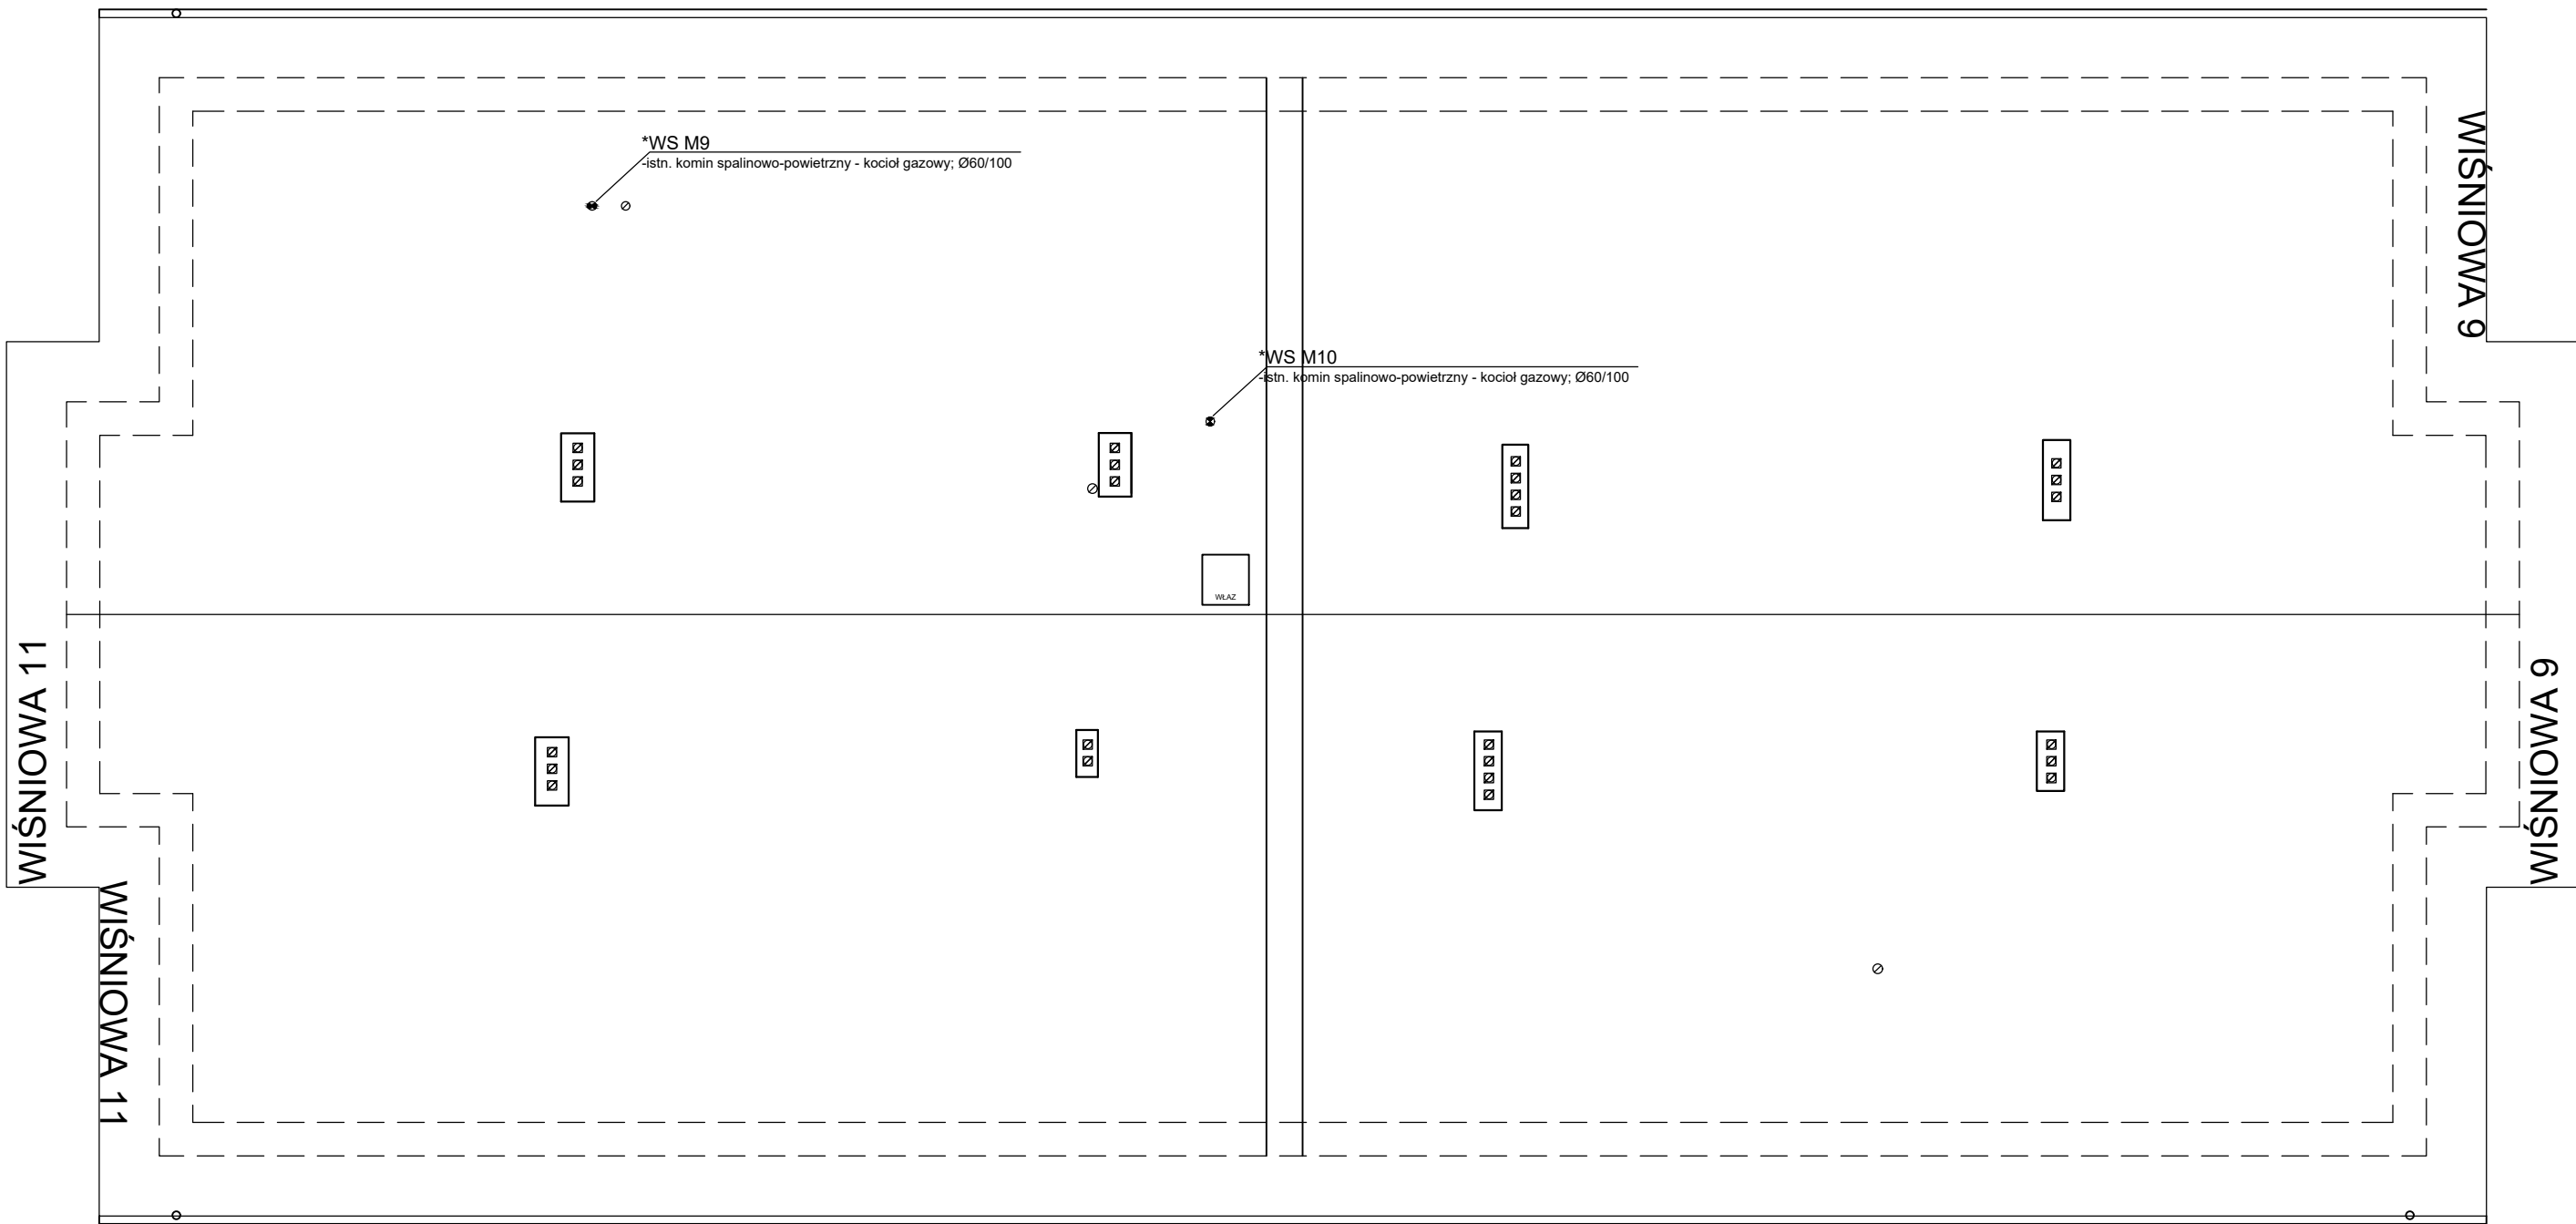 *WS M9
-istn. komin spalinowo-powietrzny - kocioł gazowy; Ø60/100
WIŚNIOWA 9
*WS M10
-istn. komin spalinowo-powietrzny - kocioł gazowy; Ø60/100
WŁAZ
WIŚNIOWA 11
WIŚNIOWA 9
WIŚNIOWA 11